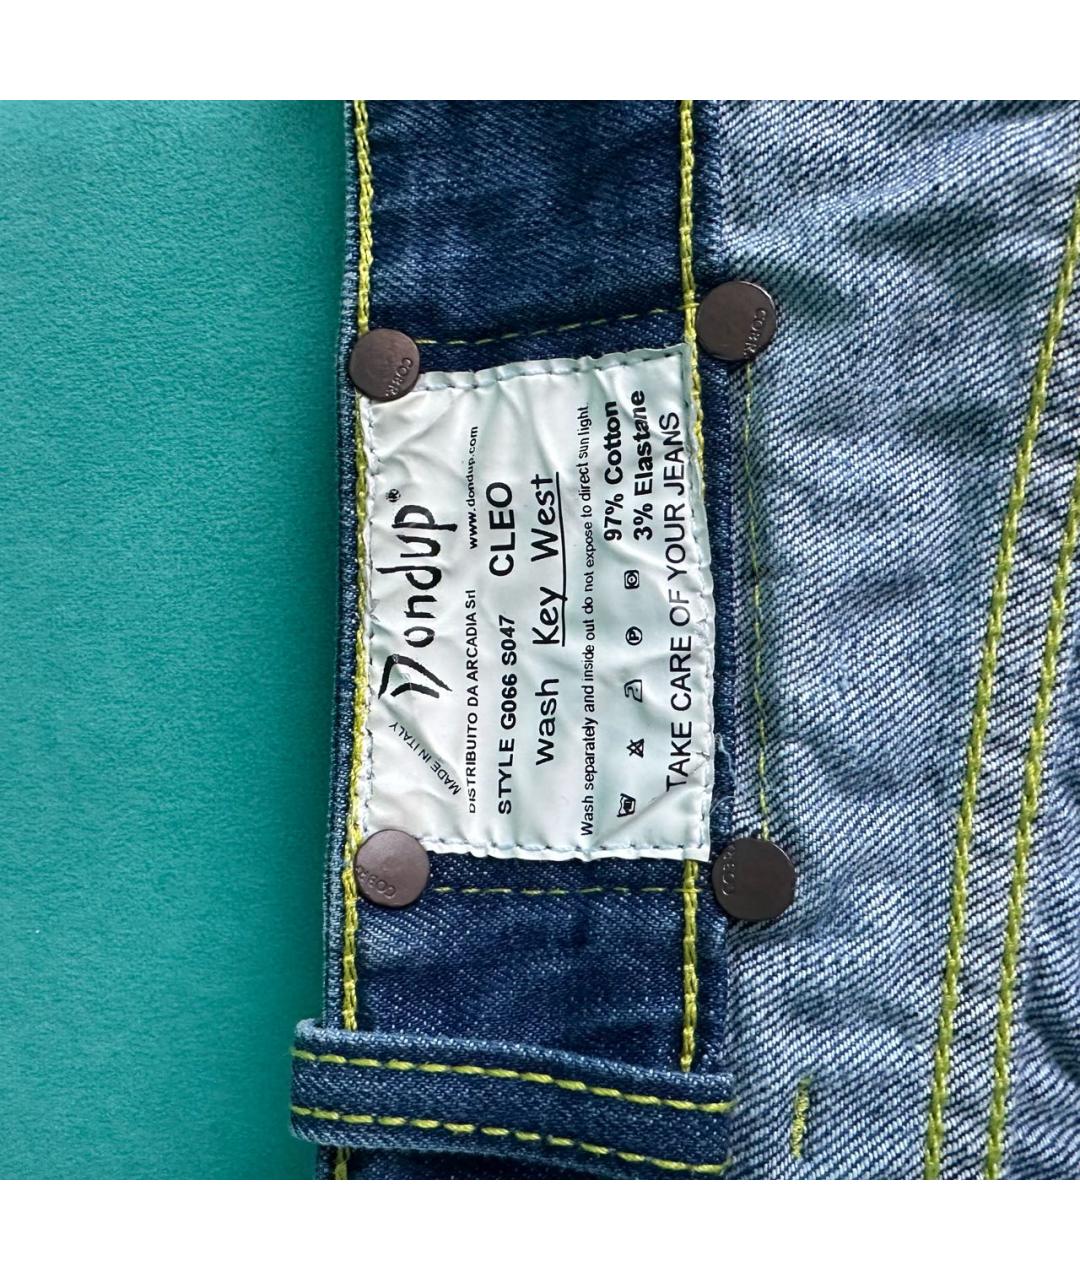 Dondup®
MADE IN ITALY
www.dondup.com
DISTRIBUITO DA ARCADIA Srl
STYLE G066 S047 CLEO
Wash Key West
Wash separately and inside out do not expose to direct sun light.
97% Cotton
3% Elastane
P
TAKE CARE OF YOUR JEANS